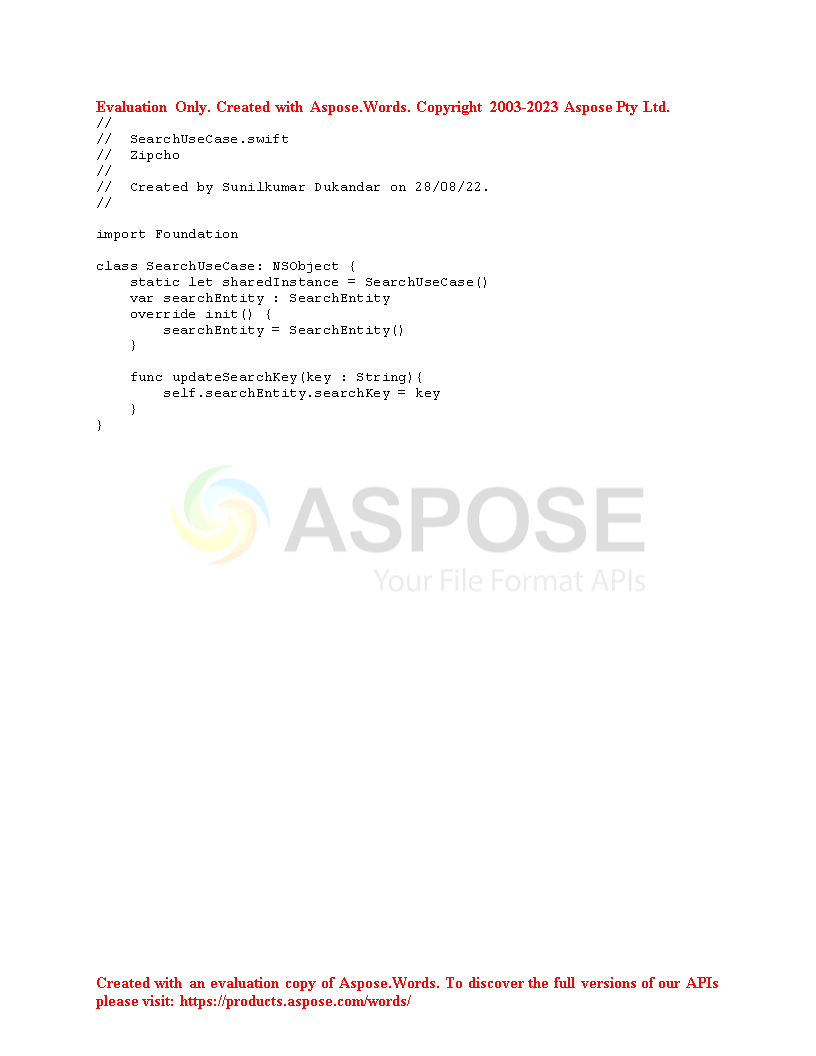 Evaluation Only. Created with Aspose.Words. Copyright 2003-2023 Aspose Pty Ltd.
//
//  SearchUseCase.swift
//  Zipcho
//
//  Created by Sunilkumar Dukandar on 28/08/22.
//
import Foundation
class SearchUseCase: NSObject {
    static let sharedInstance = SearchUseCase()
    var searchEntity : SearchEntity
    override init() {
        searchEntity = SearchEntity()
    }
    func updateSearchKey(key : String){
        self.searchEntity.searchKey = key
    }
}
ASPOSE
Your File Format APIs
Created with an evaluation copy of Aspose.Words. To discover the full versions of our APIs
please visit: https://products.aspose.com/words/